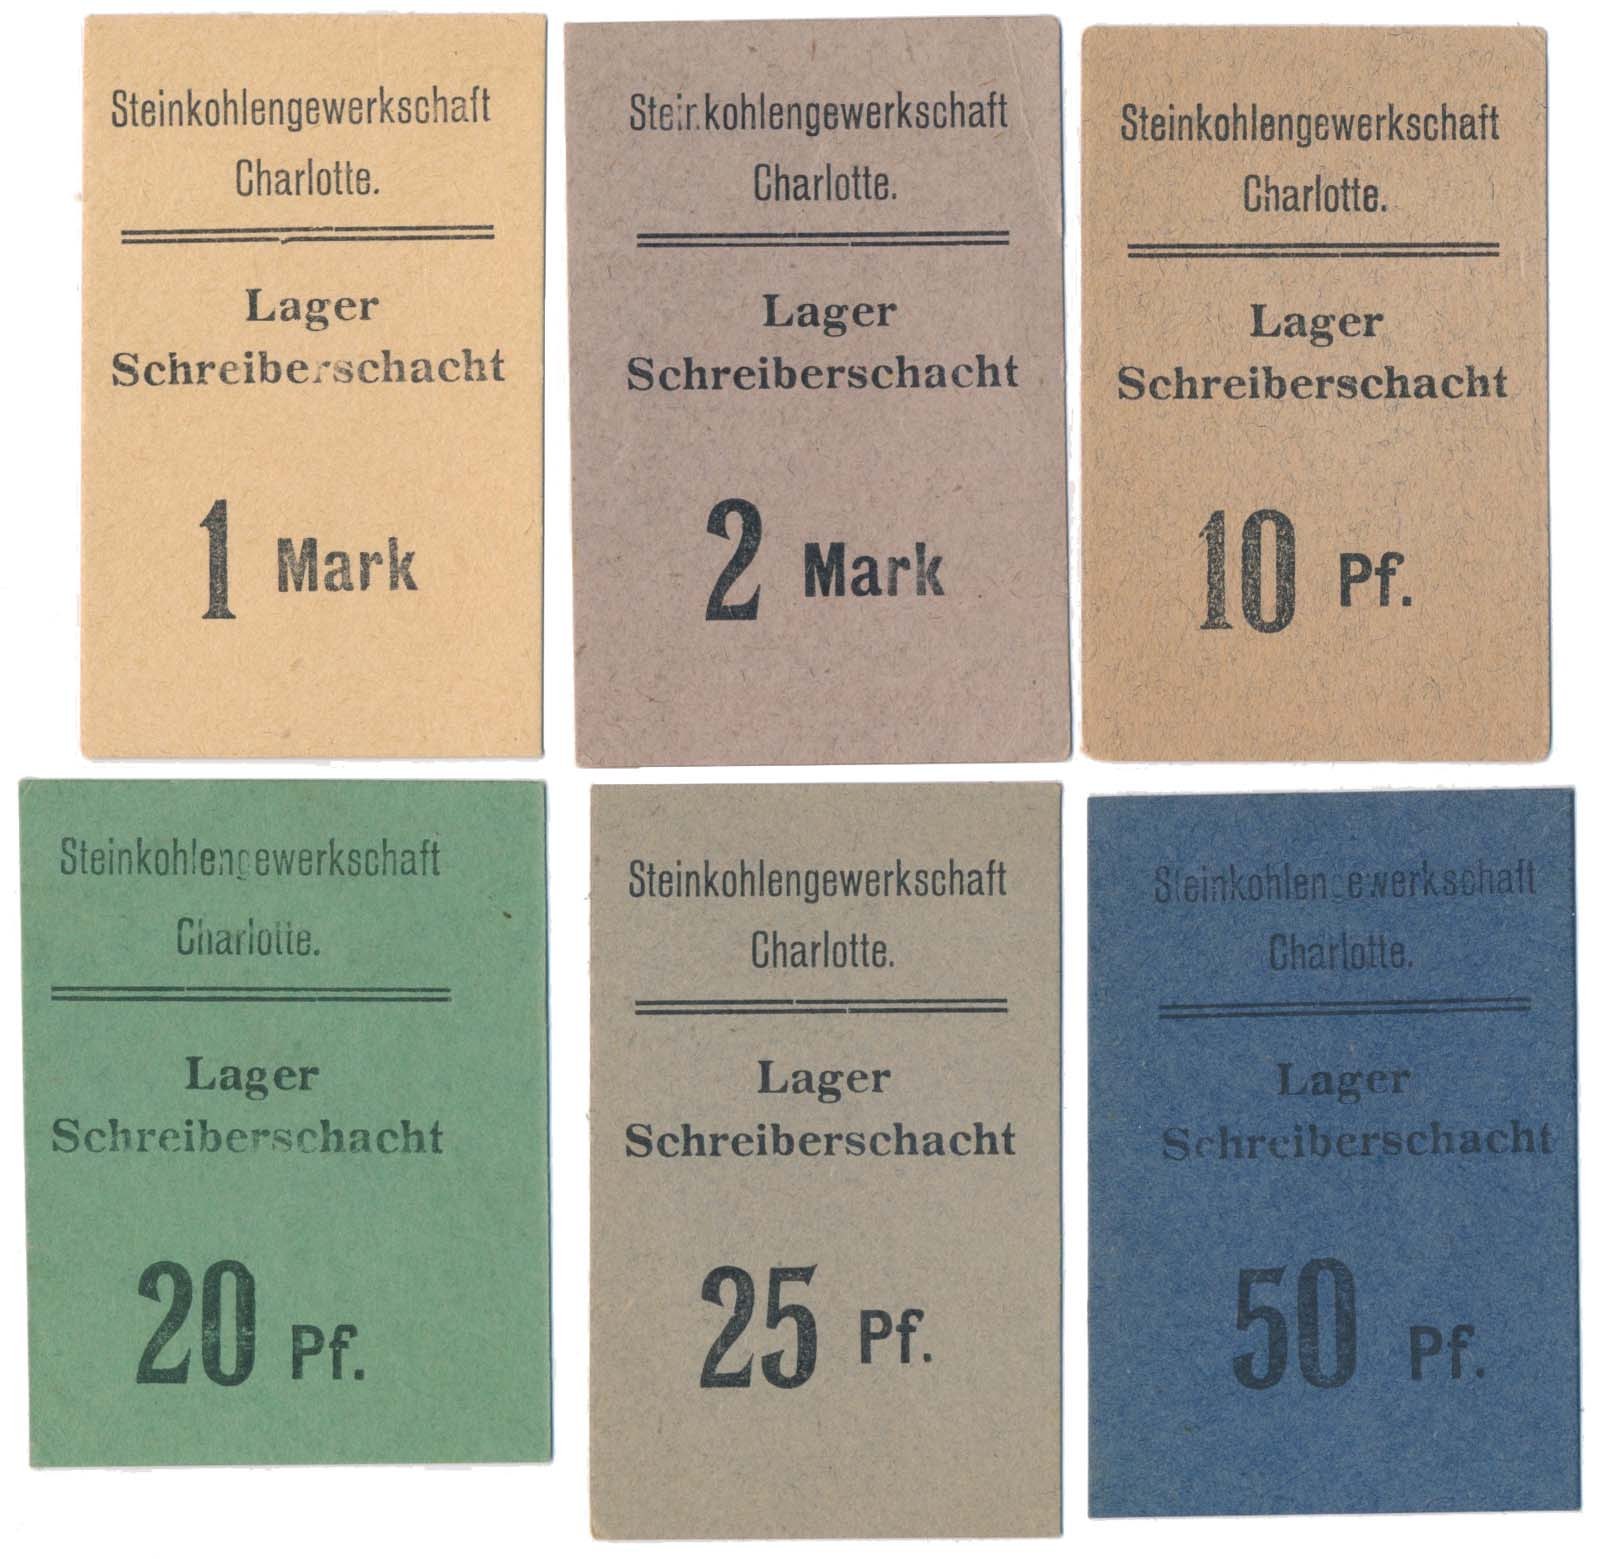 Steinkohlengewerkschaft
Charlotte.
Lager
Schreiberschacht
1 Mark
Steinkohlengewerkschaft
Charlotte.
Lager
Schreiberschacht
2 Mark
Steinkohlengewerkschaft
Charlotte.
Lager
Schreiberschacht
10 Pf.
Steinkohlengewerkschaft
Charlotte.
Lager
Schreiberschacht
20 Pf.
Steinkohlengewerkschaft
Charlotte.
Lager
Schreiberschacht
25 Pf.
Steinkohlengewerkschaft
Charlotte.
Lager
Schreiberschacht
50 Pf.